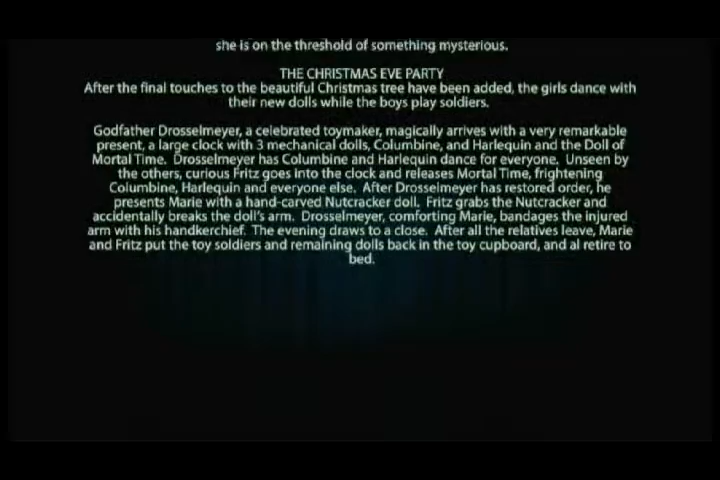 she is on the threshold of something mysterious.
THE CHRISTMAS EVE PARTY
After the final touches to the beautiful Christmas tree have been added, the girls dance with
their new dolls while the boys play soldiers.
Godfather Drosselmeyer, a celebrated toymaker, magically arrives with a very remarkable
present, a large clock with 3 mechanical dolls, Columbine, and Harlequin and the Doll of
Mortal Time. Drosselmeyer has Columbine and Harlequin dance for everyone. Unseen by
the others, curious Fritz goes into the clock and releases Mortal Time, frightening
Columbine, Harlequin and everyone else. After Drosselmeyer has restored order, he
presents Marie with a hand-carved Nutcracker doll. Fritz grabs the Nutcracker and
accidentally breaks the doll's arm. Drosselmeyer, comforting Marie, bandages the injured
arm with his handkerchief. The evening draws to a close. After all the relatives leave, Marie
and Fritz put the toy soldiers and remaining dolls back in the toy cupboard, and al retire to
bed.